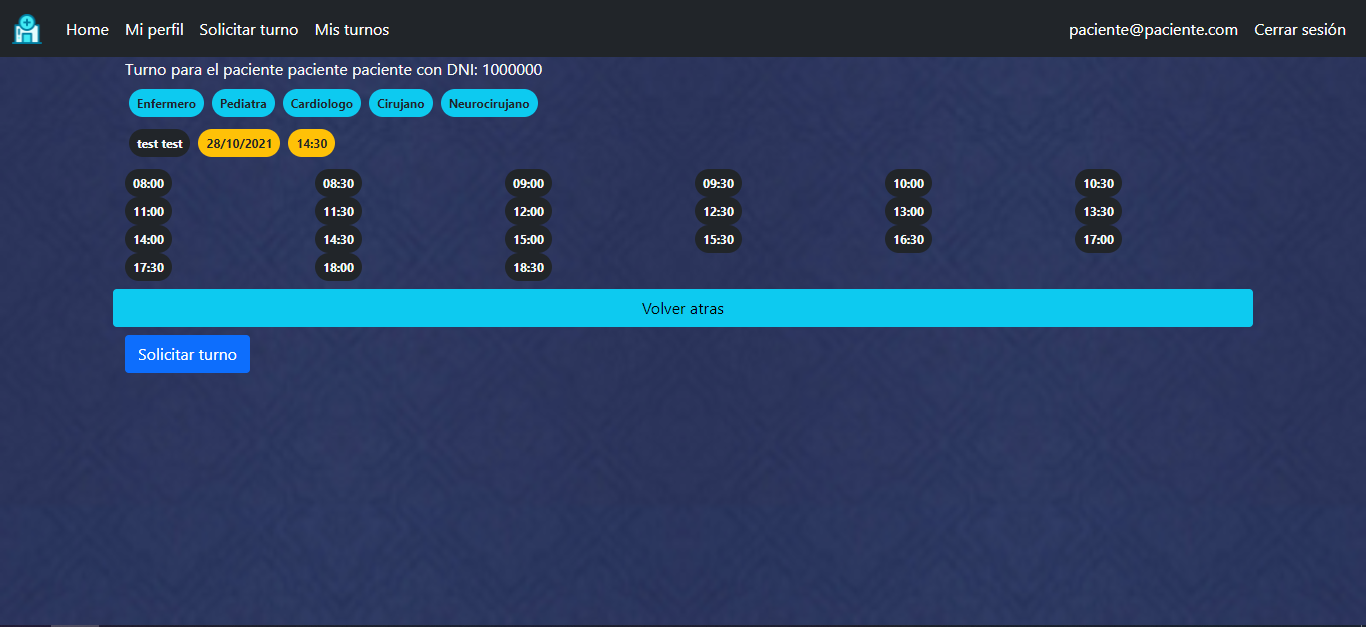 Home Mi perfil Solicitar turno Mis turnos paciente@paciente.com Cerrar sesión
Turno para el paciente paciente paciente con DNI: 1000000
Enfermero Pediatra Cardiologo Cirujano Neurocirujano
test test 28/10/2021 14:30
08:00 08:30 09:00 09:30 10:00 10:30
11:00 11:30 12:00 12:30 13:00 13:30
14:00 14:30 15:00 15:30 16:30 17:00
17:30 18:00 18:30
Volver atras
Solicitar turno